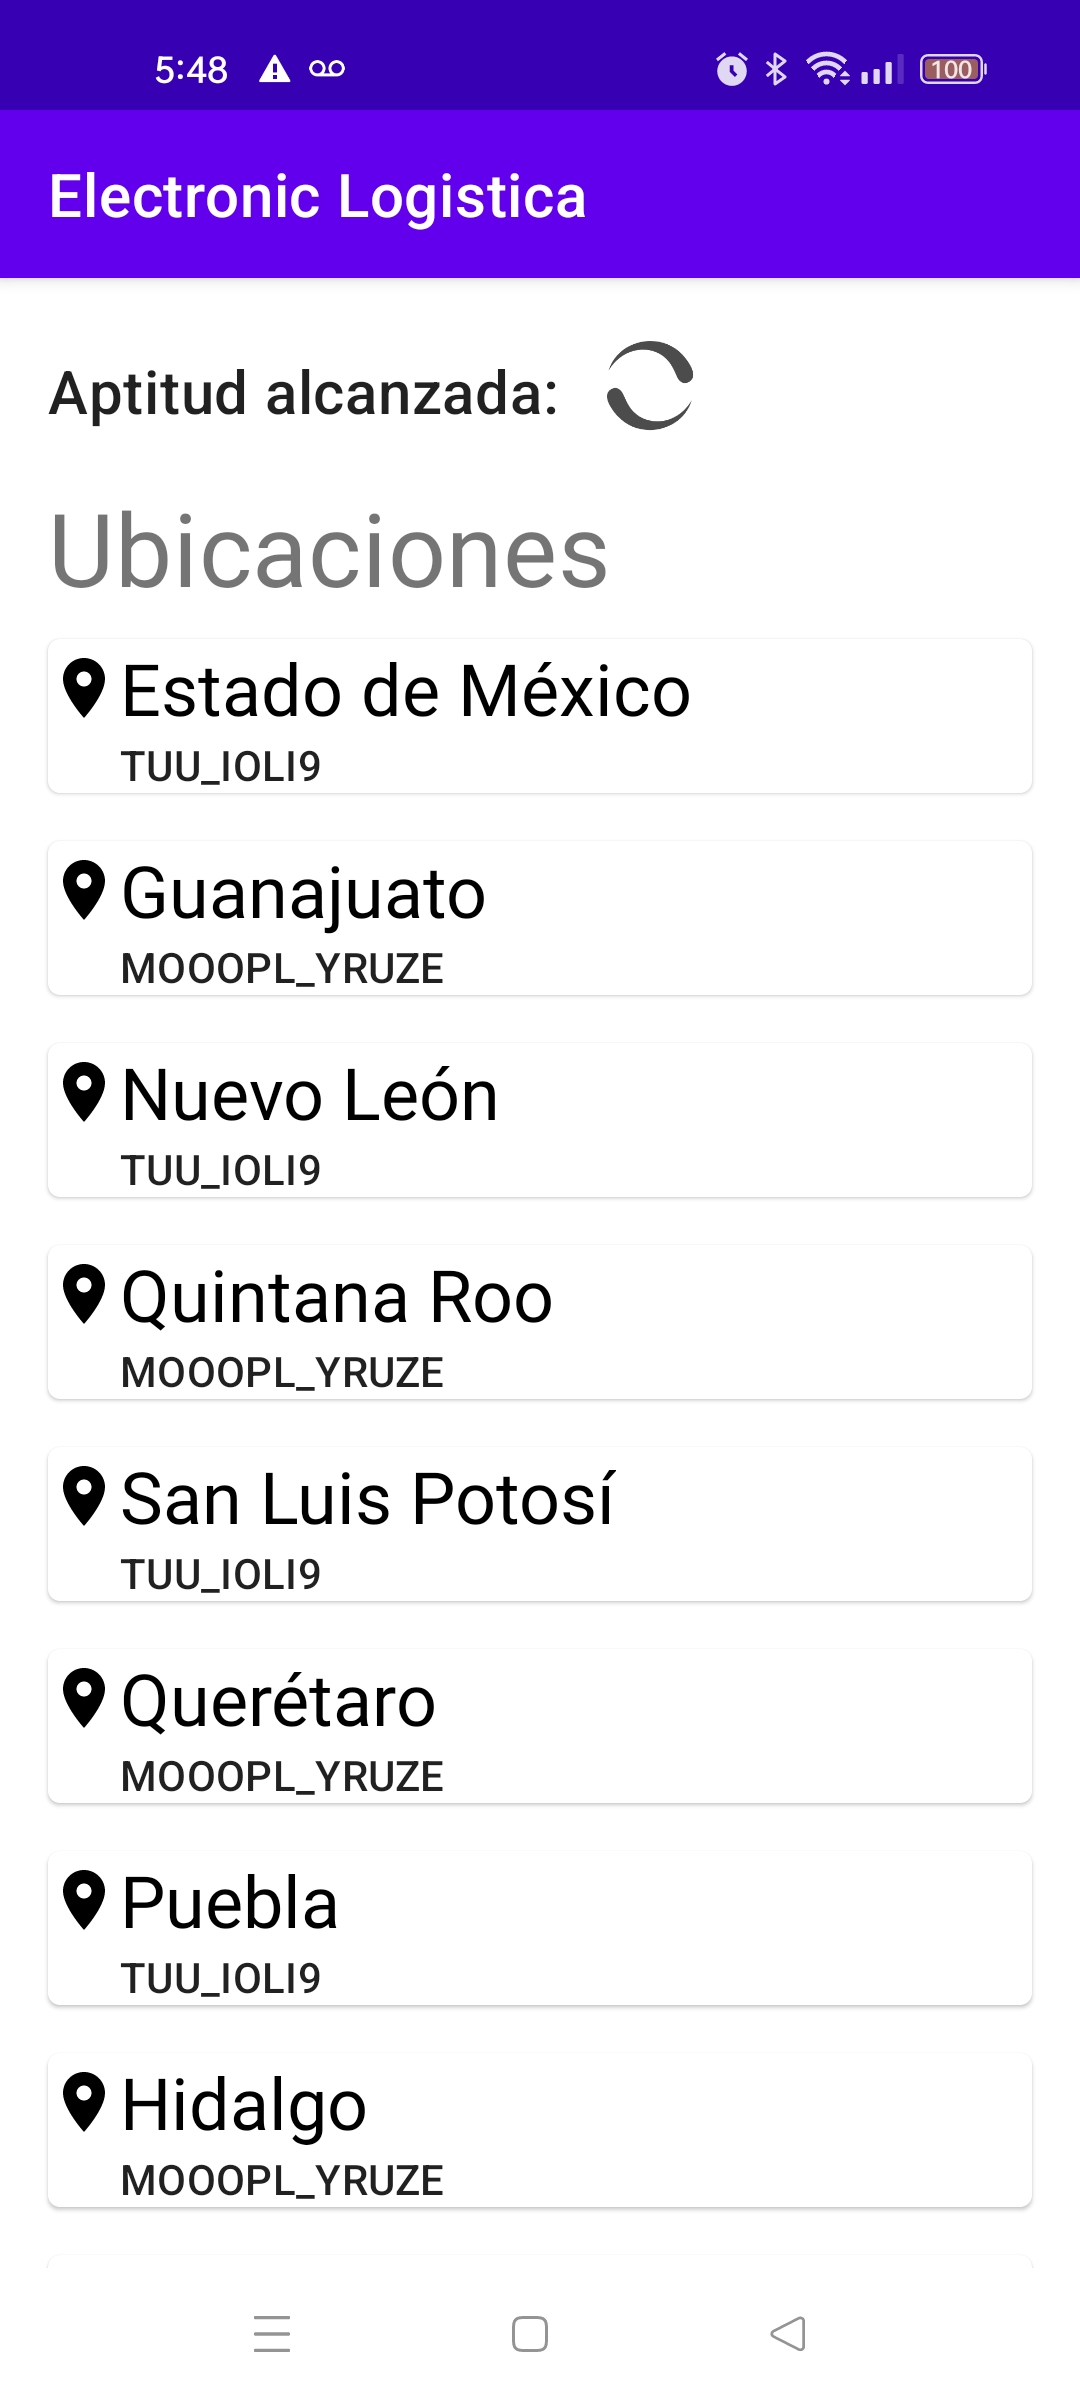 5:48
100
Electronic Logistica
Aptitud alcanzada:
Ubicaciones
Estado de México
TUU_IOLI9
Guanajuato
MOOOPL_YRUZE
Nuevo León
TUU_IOLI9
Quintana Roo
MOOOPL_YRUZE
San Luis Potosí
TUU_IOLI9
Querétaro
MOOOPL_YRUZE
Puebla
TUU_IOLI9
Hidalgo
MOOOPL_YRUZE